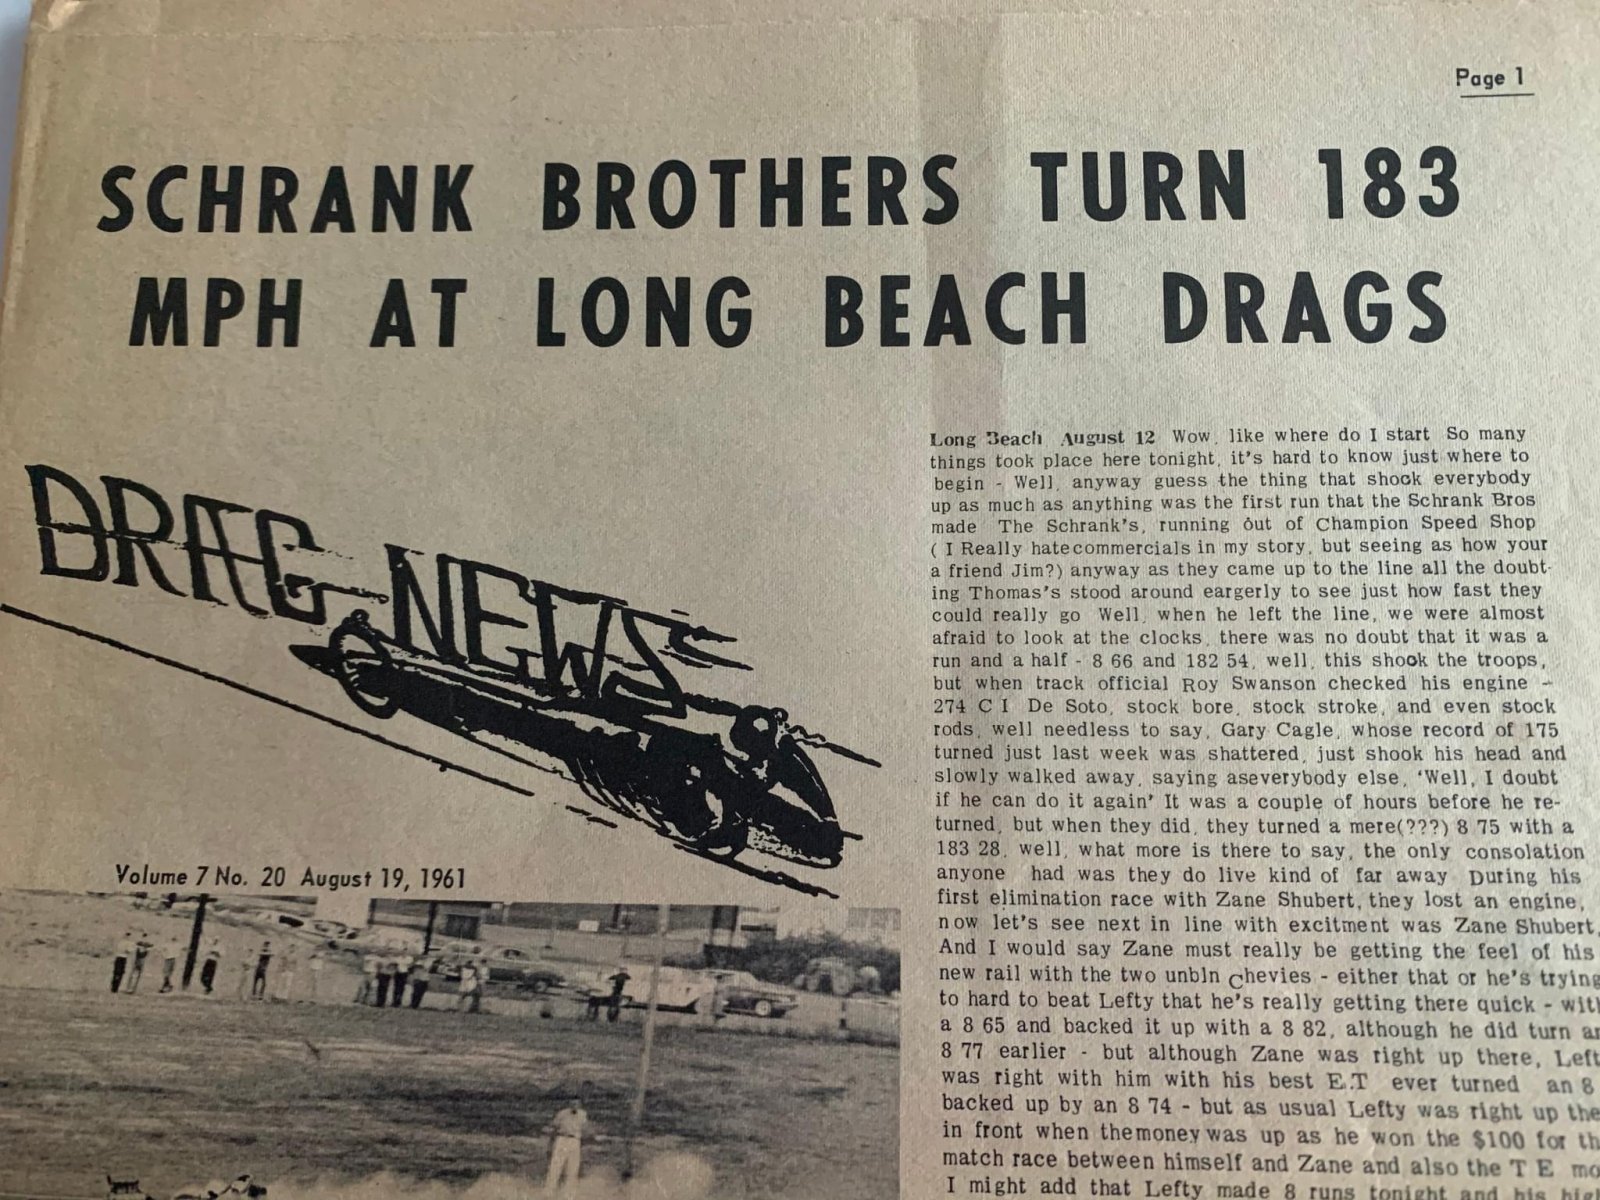 Page 1
SCHRANK BROTHERS TURN 183
MPH AT LONG BEACH DRAGS
DRAG NEWS
Volume 7 No. 20 August 19, 1961
Long Beach August 12 Wow, like where do I start So many
things took place here tonight, it's hard to know just where to
begin - Well, anyway guess the thing that shook everybody
up as much as anything was the first run that the Schrank Bros
made The Schrank's, running out of Champion Speed Shop
( I Really hatecommercials in my story, but seeing as how your
a friend Jim?) anyway as they came up to the line all the doubt-
ing Thomas's stood around eargerly to see just how fast they
could really go Well, when he left the line, we were almost
afraid to look at the clocks, there was no doubt that it was a
run and a half - 8 66 and 182 54, well, this shook the troops,
but when track official Roy Swanson checked his engine -
274 C I De Soto, stock bore, stock stroke, and even stock
rods, well needless to say, Gary Cagle, whose record of 175
turned just last week was shattered, just shook his head and
slowly walked away, saying aseverybody else, 'Well, I doubt
if he can do it again' It was a couple of hours before he re-
turned, but when they did, they turned a mere(???) 8 75 with a
183 28, well, what more is there to say, the only consolation
anyone had was they do live kind of far away During his
first elimination race with Zane Shubert, they lost an engine,
now let's see next in line with excitment was Zane Shubert,
And I would say Zane must really be getting the feel of his
new rail with the two unbln Chevies - either that or he's trying
to hard to beat Lefty that he's really getting there quick - with
a 8 65 and backed it up with a 8 82, although he did turn an
8 77 earlier - but although Zane was right up there, Left
was right with him with his best E.T ever turned an 8
backed up by an 8 74 - but as usual Lefty was right up the
in front when themoney was up as he won the $100 for th
match race between himself and Zane and also the T E mo
I might add that Lefty made 8 runs tonight and his high